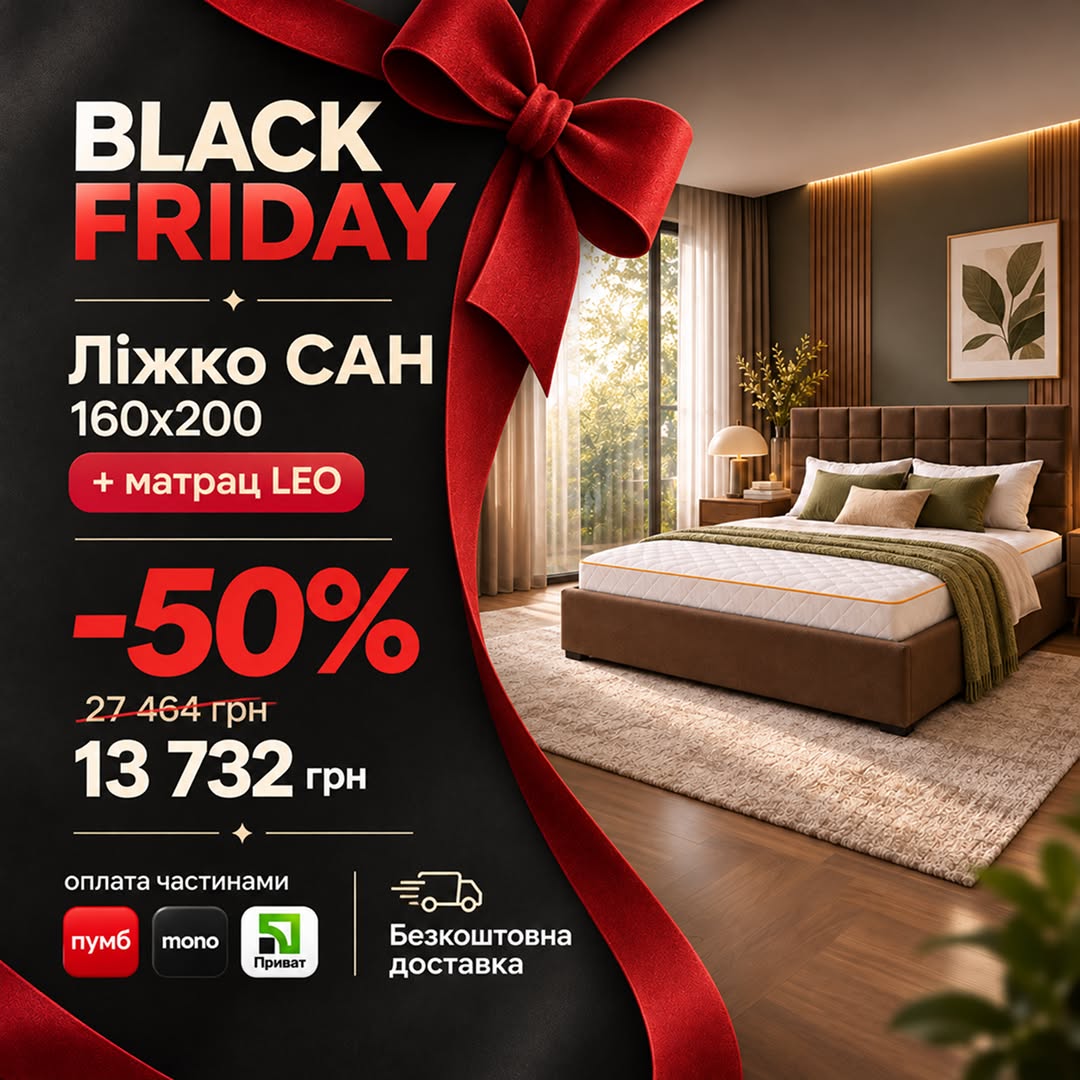 BLACK
FRIDAY
Ліжко САН
160x200
+ матрац LEO
-50%
27 464 грн
13 732 грн
оплата частинами
пумб
mono
Приват
Безкоштовна
доставка